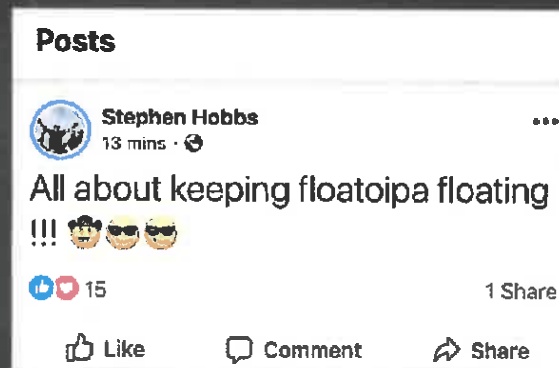 Posts
Stephen Hobbs
13 mins ·
All about keeping floatoipa floating
!!! 🤠😎😎
15 1 Share
Like Comment Share